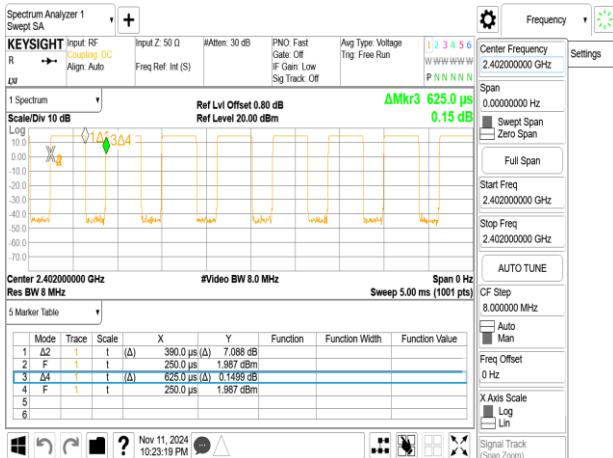 Spectrum Analyzer 1
Swept SA
Frequency
Settings
KEYSIGHT
R
Input: RF
Coupling: DC
Align: Auto
Input Z: 50 Ω
Freq Ref: Int (S)
#Atten: 30 dB
PNO: Fast
Gate: Off
IF Gain: Low
Sig Track: Off
Avg Type: Voltage
Trig: Free Run
1 2 3 4 5 6
W W W W W W
P N N N N N
1 Spectrum
Scale/Div 10 dB
Ref Lvl Offset 0.80 dB
Ref Level 20.00 dBm
ΔMkr3 625.0 µs
0.15 dB
Log
10.0
0.00
-10.0
-20.0
-30.0
-40.0
-50.0
-60.0
-70.0
3Δ4
Center 2.402000000 GHz
Res BW 8 MHz
#Video BW 8.0 MHz
Span 0 Hz
Sweep 5.00 ms (1001 pts)
5 Marker Table
Mode Trace Scale X Y Function Function Width Function Value
1 Δ2 1 t (Δ) 390.0 µs (Δ) 7.088 dB
2 F 1 t 250.0 µs 1.987 dBm
3 Δ4 1 t (Δ) 625.0 µs (Δ) 0.1499 dB
4 F 1 t 250.0 µs 1.987 dBm
5
6
Nov 11, 2024
10:23:19 PM
Center Frequency
2.402000000 GHz
Span
0.00000000 Hz
Swept Span
Zero Span
Full Span
Start Freq
2.402000000 GHz
Stop Freq
2.402000000 GHz
AUTO TUNE
CF Step
8.000000 MHz
Auto
Man
Freq Offset
0 Hz
X Axis Scale
Log
Lin
Signal Track
(Span Zoom)